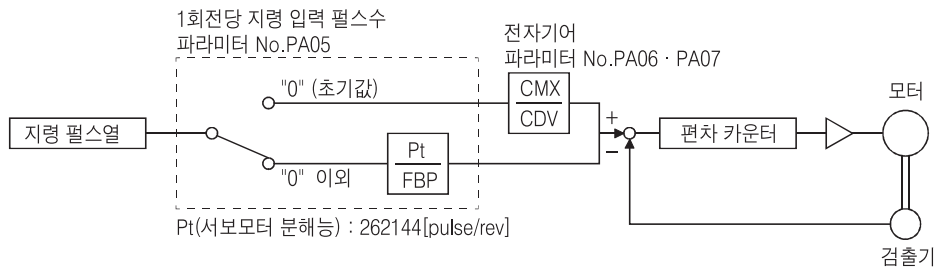 1회전당 지령 입력 펄스수
파라미터 No.PA05
전자기어
파라미터 No.PA06 · PA07
"0" (초기값)
CMX
CDV
모터
지령 펄스열
+
−
편차 카운터
Pt
FBP
"0" 이외
Pt(서보모터 분해능) : 262144[pulse/rev]
검출기